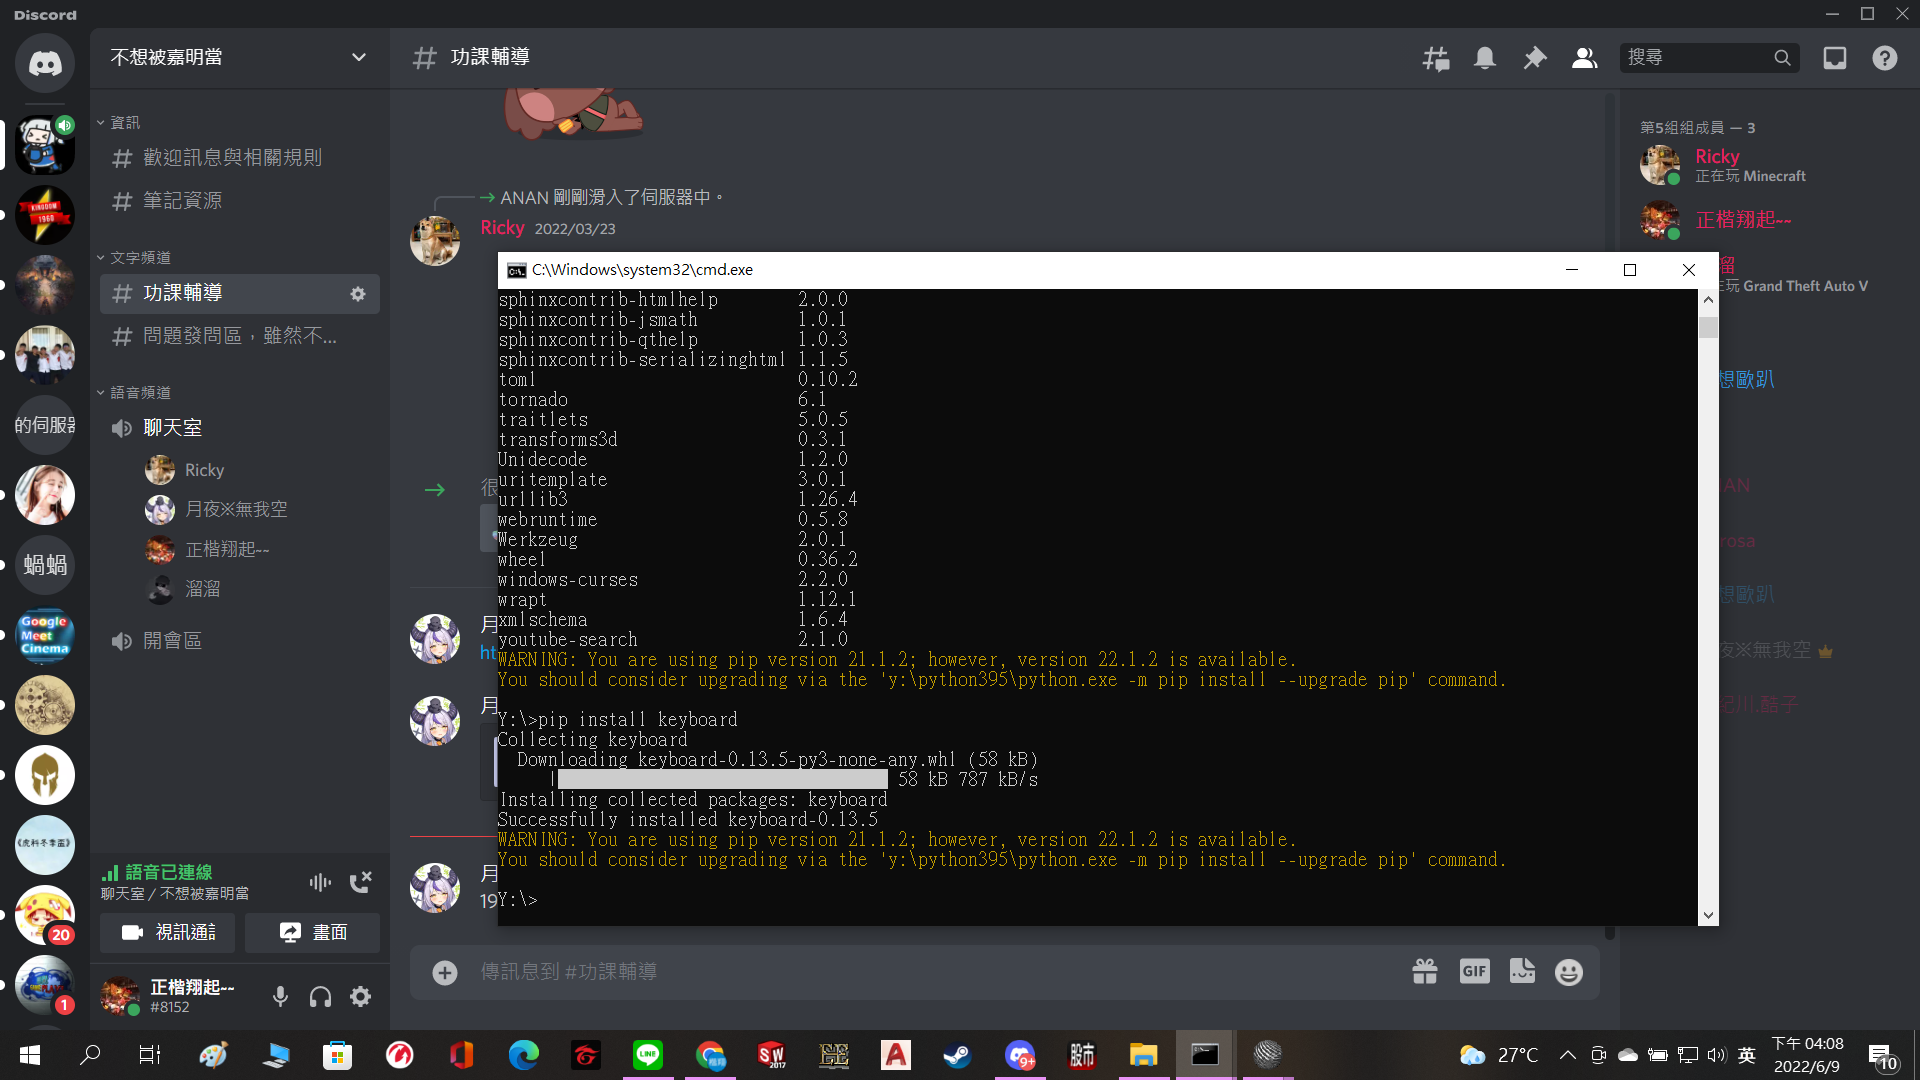 Discord
不想被嘉明當
功課輔導
搜尋
資訊
歡迎訊息與相關規則
筆記資源
文字頻道
功課輔導
問題發問區，雖然不...
語音頻道
聊天室
Ricky
月夜※無我空
正楷翔起~~
溜溜
開會區
KINGDOM
1960
的伺服器
蝸蝸
Google
Meet
Cinema
《虎科冬季盃》
20
1
語音已連線
聊天室 / 不想被嘉明當
視訊通話
畫面
正楷翔起~~
#8152
ANAN 剛剛滑入了伺服器中。
Ricky 2022/03/23
很
月
ht
月
月
19
傳訊息到 #功課輔導
GIF
第5組組成員 — 3
Ricky
正在玩 Minecraft
正楷翔起~~
溜
玩 Grand Theft Auto V
想歐趴
AN
rosa
想歐趴
夜※無我空
C:\Windows\system32\cmd.exe
sphinxcontrib-htmlhelp 2.0.0
sphinxcontrib-jsmath 1.0.1
sphinxcontrib-qthelp 1.0.3
sphinxcontrib-serializinghtml 1.1.5
toml 0.10.2
tornado 6.1
traitlets 5.0.5
transforms3d 0.3.1
Unidecode 1.2.0
uritemplate 3.0.1
urllib3 1.26.4
webruntime 0.5.8
Werkzeug 2.0.1
wheel 0.36.2
windows-curses 2.2.0
wrapt 1.12.1
xmlschema 1.6.4
youtube-search 2.1.0
WARNING: You are using pip version 21.1.2; however, version 22.1.2 is available.
You should consider upgrading via the 'y:\python395\python.exe -m pip install --upgrade pip' command.
Y:\>pip install keyboard
Collecting keyboard
Downloading keyboard-0.13.5-py3-none-any.whl (58 kB)
| 58 kB 787 kB/s
Installing collected packages: keyboard
Successfully installed keyboard-0.13.5
WARNING: You are using pip version 21.1.2; however, version 22.1.2 is available.
You should consider upgrading via the 'y:\python395\python.exe -m pip install --upgrade pip' command.
Y:\>
LINE
SW
2017
9+
股市
27°C
英
下午 04:08
2022/6/9
10